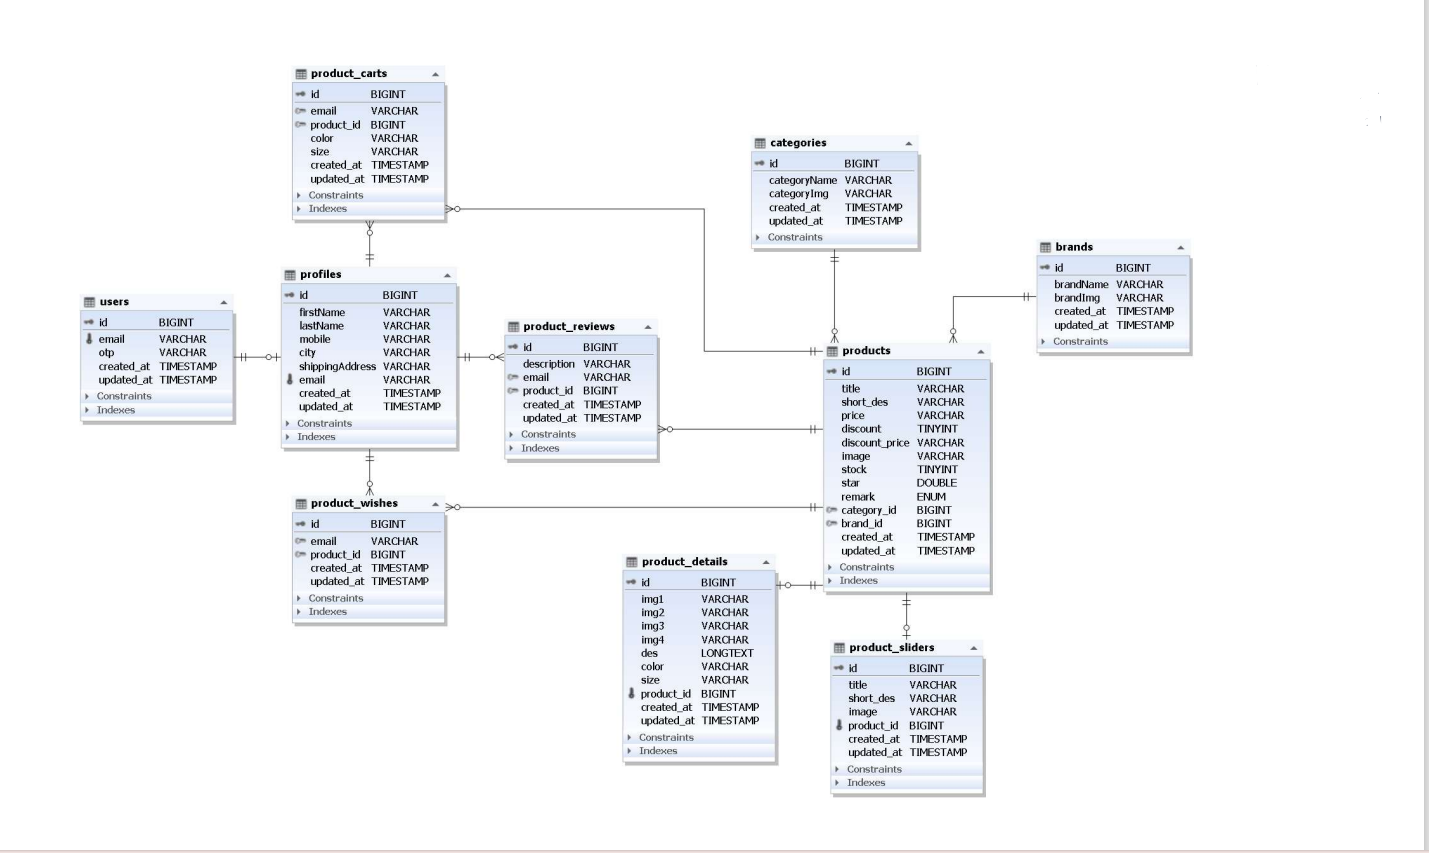 product_carts
id BIGINT
email VARCHAR
product_id BIGINT
color VARCHAR
size VARCHAR
created_at TIMESTAMP
updated_at TIMESTAMP
Constraints
Indexes
categories
id BIGINT
categoryName VARCHAR
categoryImg VARCHAR
created_at TIMESTAMP
updated_at TIMESTAMP
Constraints
brands
id BIGINT
brandName VARCHAR
brandImg VARCHAR
created_at TIMESTAMP
updated_at TIMESTAMP
Constraints
users
id BIGINT
email VARCHAR
otp VARCHAR
created_at TIMESTAMP
updated_at TIMESTAMP
Constraints
Indexes
profiles
id BIGINT
firstName VARCHAR
lastName VARCHAR
mobile VARCHAR
city VARCHAR
shippingAddress VARCHAR
email VARCHAR
created_at TIMESTAMP
updated_at TIMESTAMP
Constraints
Indexes
product_reviews
id BIGINT
description VARCHAR
email VARCHAR
product_id BIGINT
created_at TIMESTAMP
updated_at TIMESTAMP
Constraints
Indexes
products
id BIGINT
title VARCHAR
short_des VARCHAR
price VARCHAR
discount TINYINT
discount_price VARCHAR
image VARCHAR
stock TINYINT
star DOUBLE
remark ENUM
category_id BIGINT
brand_id BIGINT
created_at TIMESTAMP
updated_at TIMESTAMP
Constraints
Indexes
product_wishes
id BIGINT
email VARCHAR
product_id BIGINT
created_at TIMESTAMP
updated_at TIMESTAMP
Constraints
Indexes
product_details
id BIGINT
img1 VARCHAR
img2 VARCHAR
img3 VARCHAR
img4 VARCHAR
des LONGTEXT
color VARCHAR
size VARCHAR
product_id BIGINT
created_at TIMESTAMP
updated_at TIMESTAMP
Constraints
Indexes
product_sliders
id BIGINT
title VARCHAR
short_des VARCHAR
image VARCHAR
product_id BIGINT
created_at TIMESTAMP
updated_at TIMESTAMP
Constraints
Indexes